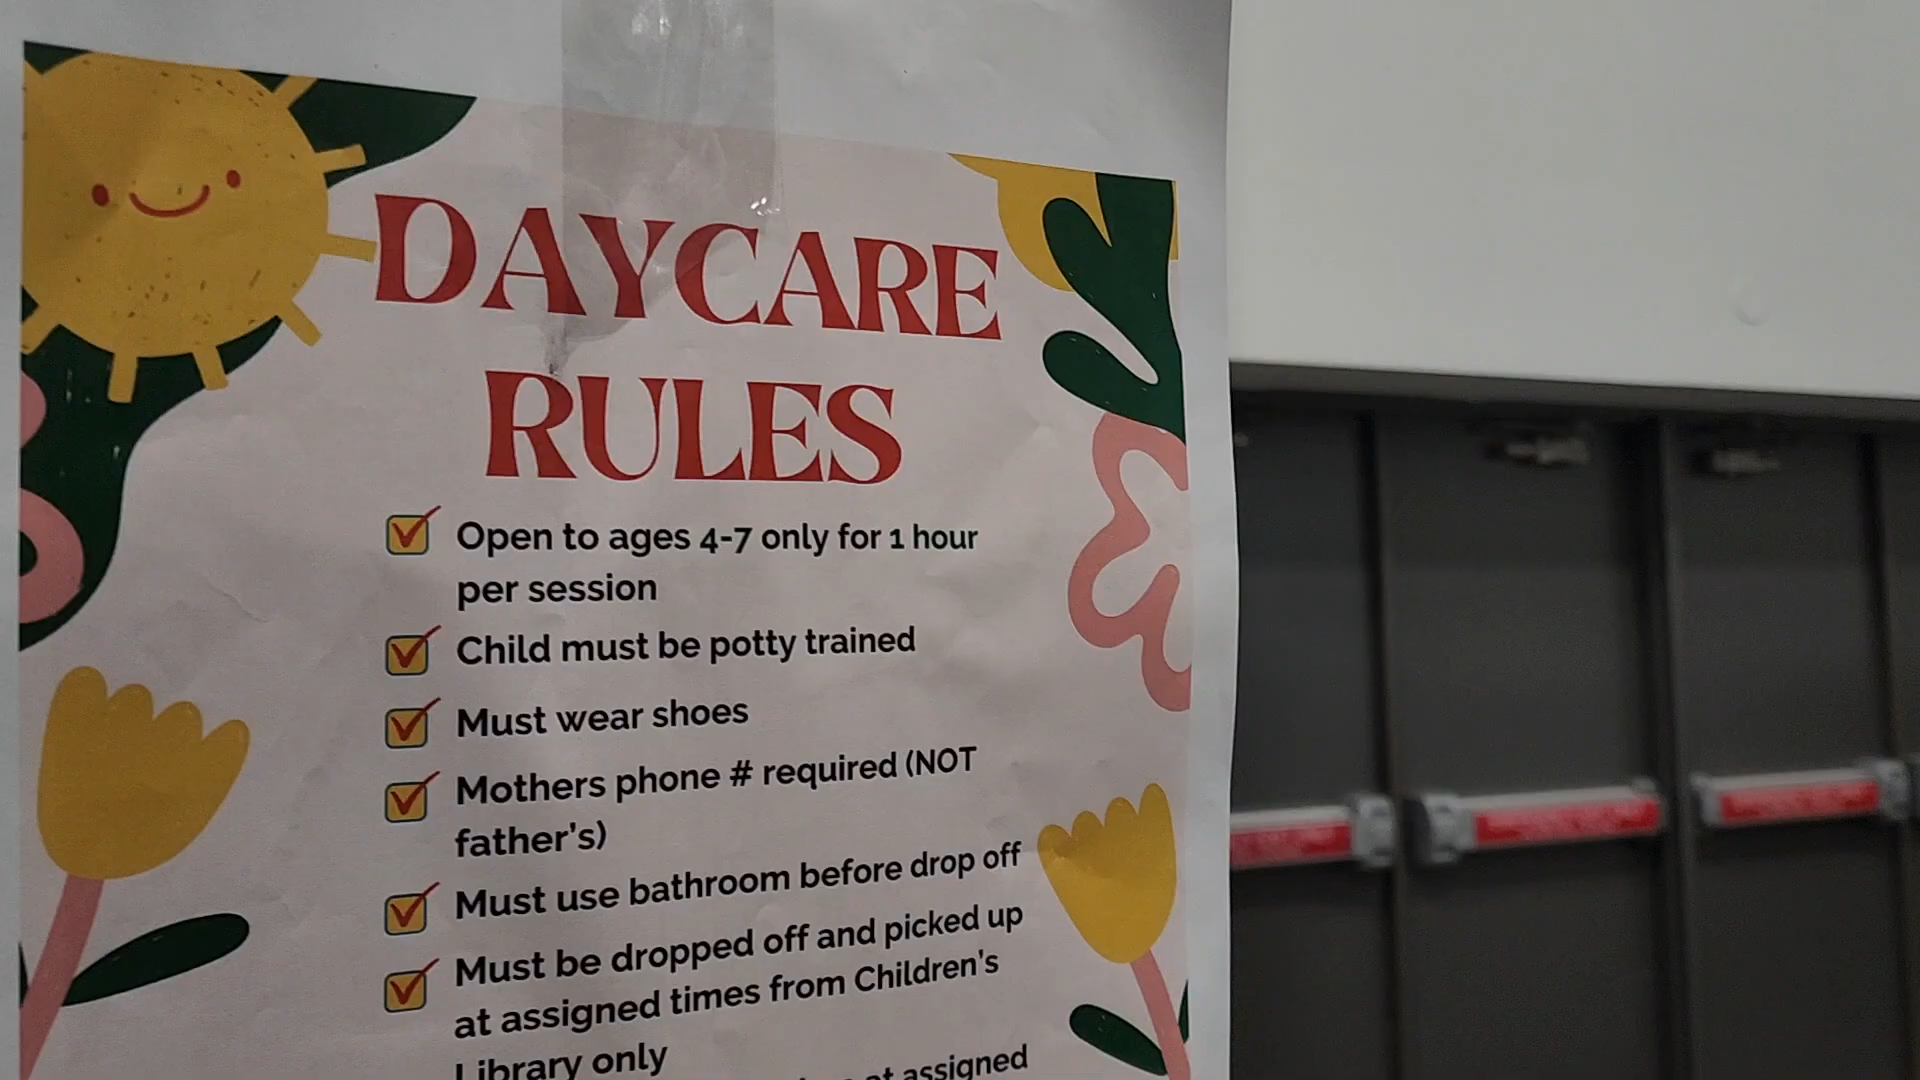 DAYCARE
RULES
Open to ages 4-7 only for 1 hour
per session
Child must be potty trained
Must wear shoes
Mothers phone # required (NOT
father's)
Must use bathroom before drop off
Must be dropped off and picked up
at assigned times from Children's
Library only
at assigned